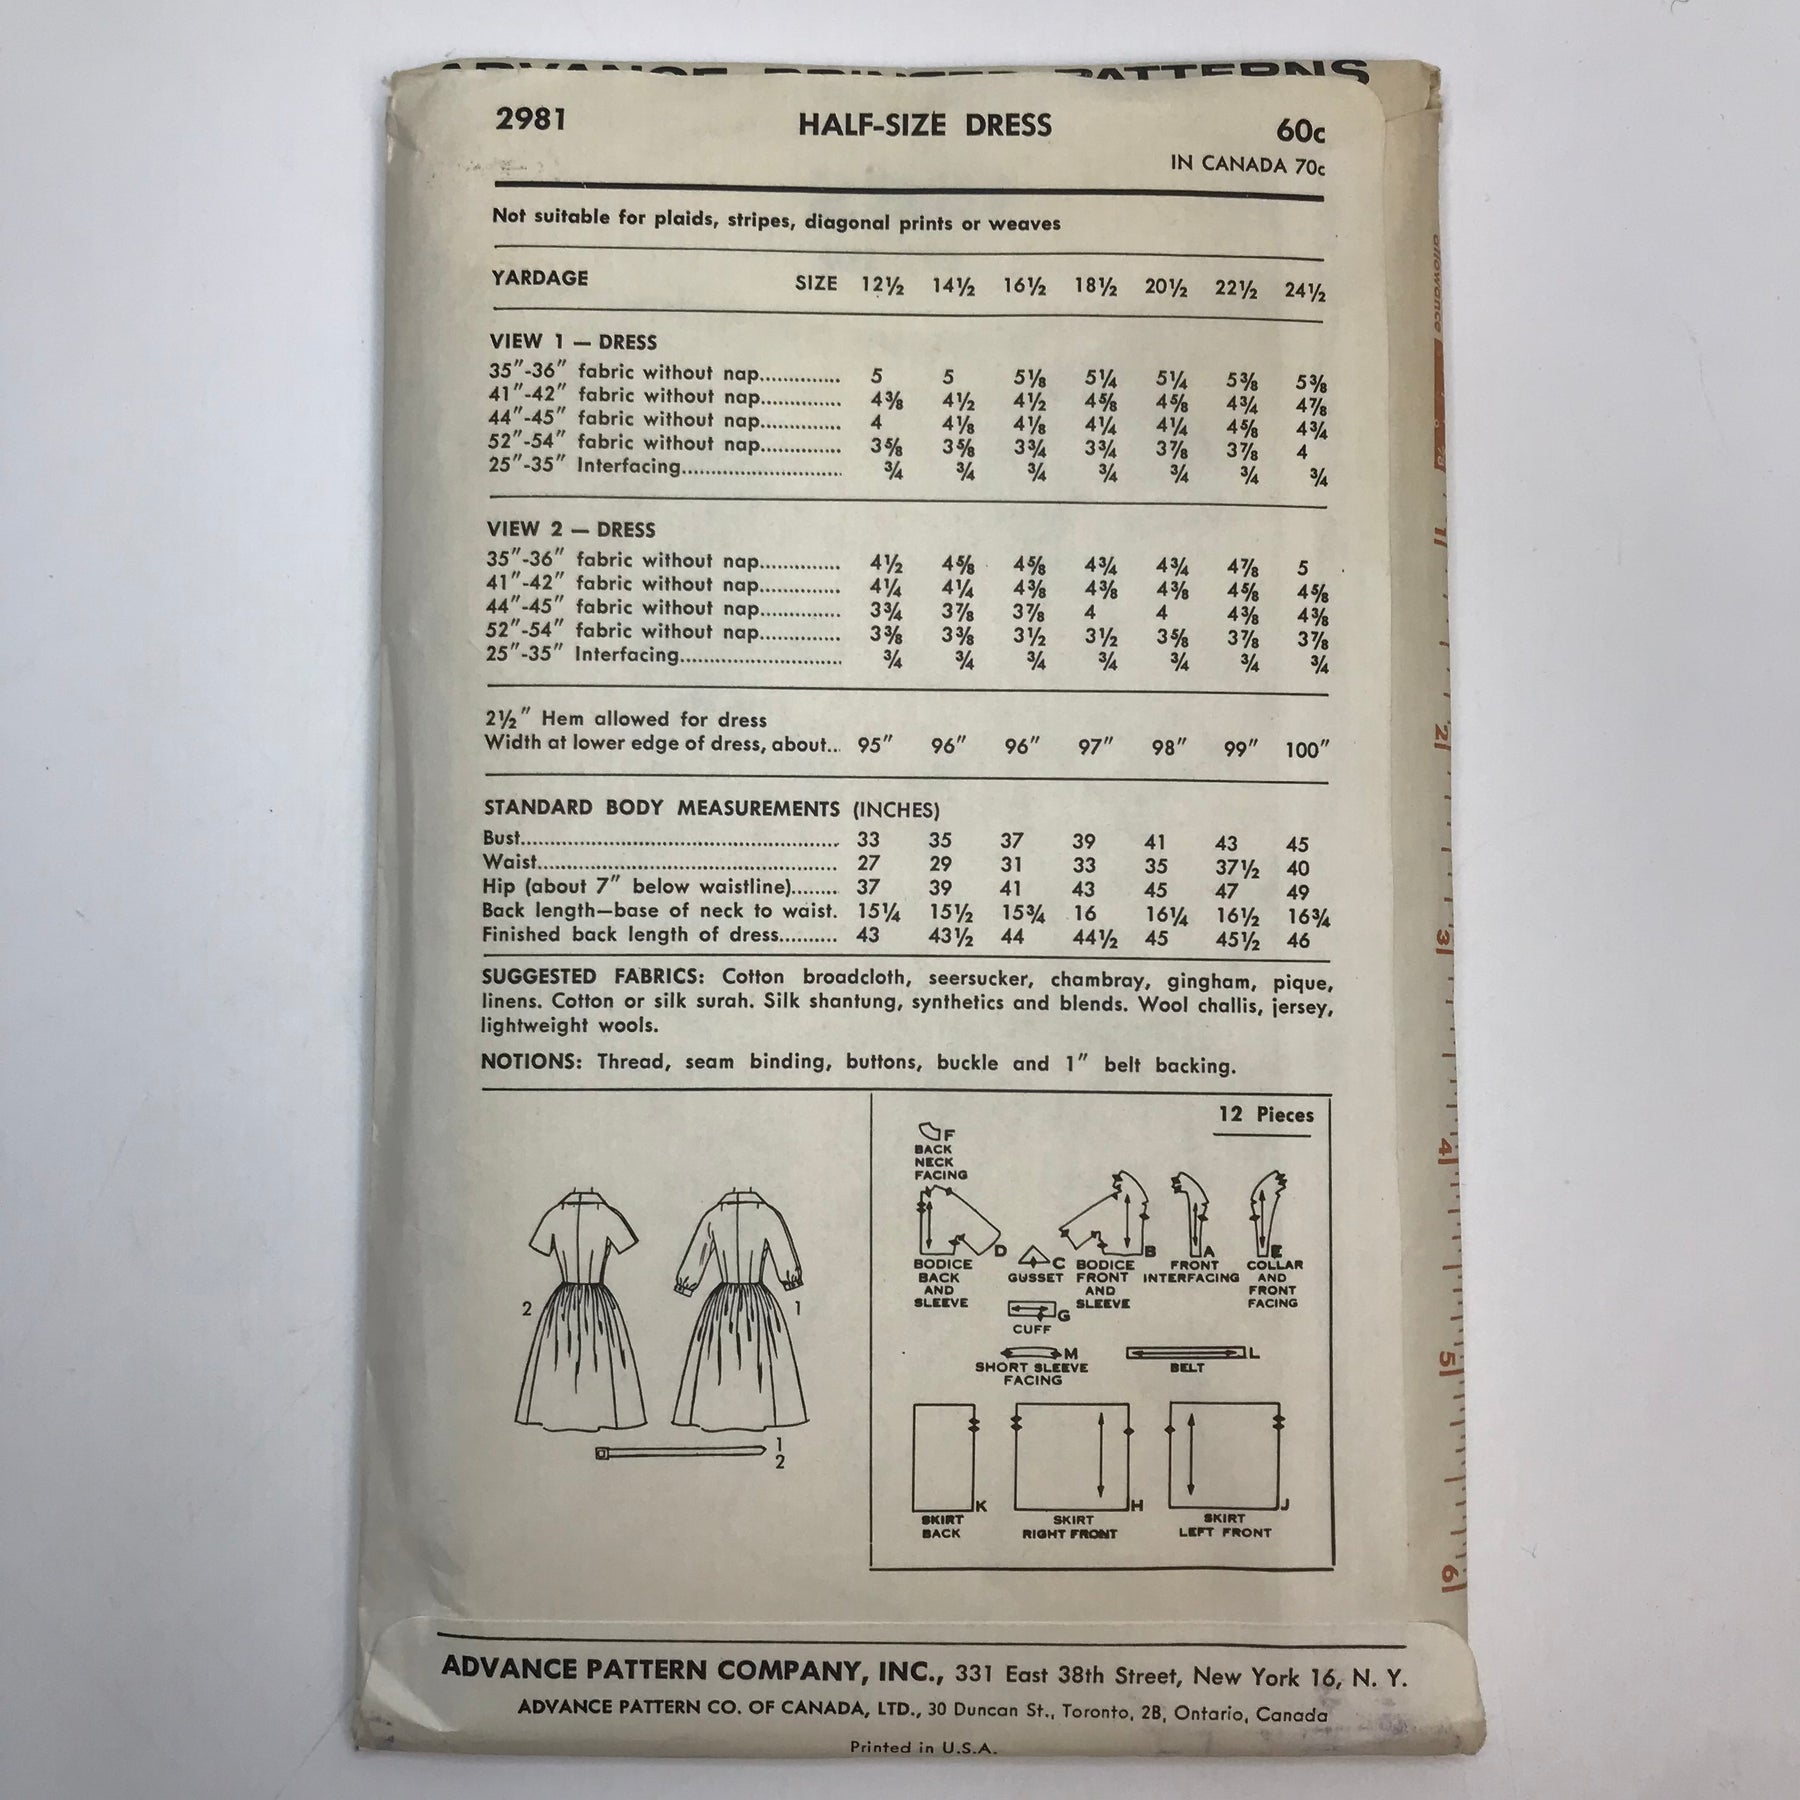 ADVANCE PRINTED PATTERNS
2981 HALF-SIZE DRESS 60c
IN CANADA 70c
Not suitable for plaids, stripes, diagonal prints or weaves
YARDAGE SIZE 12½ 14½ 16½ 18½ 20½ 22½ 24½
VIEW 1 — DRESS
35"-36" fabric without nap.............. 5 5 5⅛ 5¼ 5¼ 5⅜ 5⅜
41"-42" fabric without nap.............. 4⅜ 4½ 4½ 4⅝ 4⅝ 4¾ 4⅞
44"-45" fabric without nap.............. 4 4⅛ 4⅛ 4¼ 4¼ 4⅝ 4¾
52"-54" fabric without nap.............. 3⅝ 3⅝ 3¾ 3¾ 3⅞ 3⅞ 4
25"-35" Interfacing............................ ¾ ¾ ¾ ¾ ¾ ¾ ¾
VIEW 2 — DRESS
35"-36" fabric without nap.............. 4½ 4⅝ 4⅝ 4¾ 4¾ 4⅞ 5
41"-42" fabric without nap.............. 4¼ 4¼ 4⅜ 4⅜ 4⅜ 4⅝ 4⅝
44"-45" fabric without nap.............. 3¾ 3⅞ 3⅞ 4 4 4⅜ 4⅜
52"-54" fabric without nap.............. 3⅜ 3⅜ 3½ 3½ 3⅝ 3⅞ 3⅞
25"-35" Interfacing............................ ¾ ¾ ¾ ¾ ¾ ¾ ¾
2½" Hem allowed for dress
Width at lower edge of dress, about... 95" 96" 96" 97" 98" 99" 100"
STANDARD BODY MEASUREMENTS (INCHES)
Bust....................................................... 33 35 37 39 41 43 45
Waist.................................................... 27 29 31 33 35 37½ 40
Hip (about 7" below waistline)........ 37 39 41 43 45 47 49
Back length—base of neck to waist. 15¼ 15½ 15¾ 16 16¼ 16½ 16¾
Finished back length of dress.......... 43 43½ 44 44½ 45 45½ 46
SUGGESTED FABRICS: Cotton broadcloth, seersucker, chambray, gingham, pique,
linens. Cotton or silk surah. Silk shantung, synthetics and blends. Wool challis, jersey,
lightweight wools.
NOTIONS: Thread, seam binding, buttons, buckle and 1" belt backing.
2
1
1
2
12 Pieces
F
BACK
NECK
FACING
D
BODICE
BACK
AND
SLEEVE
C
GUSSET
B
BODICE
FRONT
AND
SLEEVE
A
FRONT
INTERFACING
E
COLLAR
AND
FRONT
FACING
G
CUFF
M
SHORT SLEEVE
FACING
L
BELT
K
SKIRT
BACK
H
SKIRT
RIGHT FRONT
J
SKIRT
LEFT FRONT
allowance
1
2
3
4
5
6
ADVANCE PATTERN COMPANY, INC., 331 East 38th Street, New York 16, N. Y.
ADVANCE PATTERN CO. OF CANADA, LTD., 30 Duncan St., Toronto, 2B, Ontario, Canada
Printed in U.S.A.